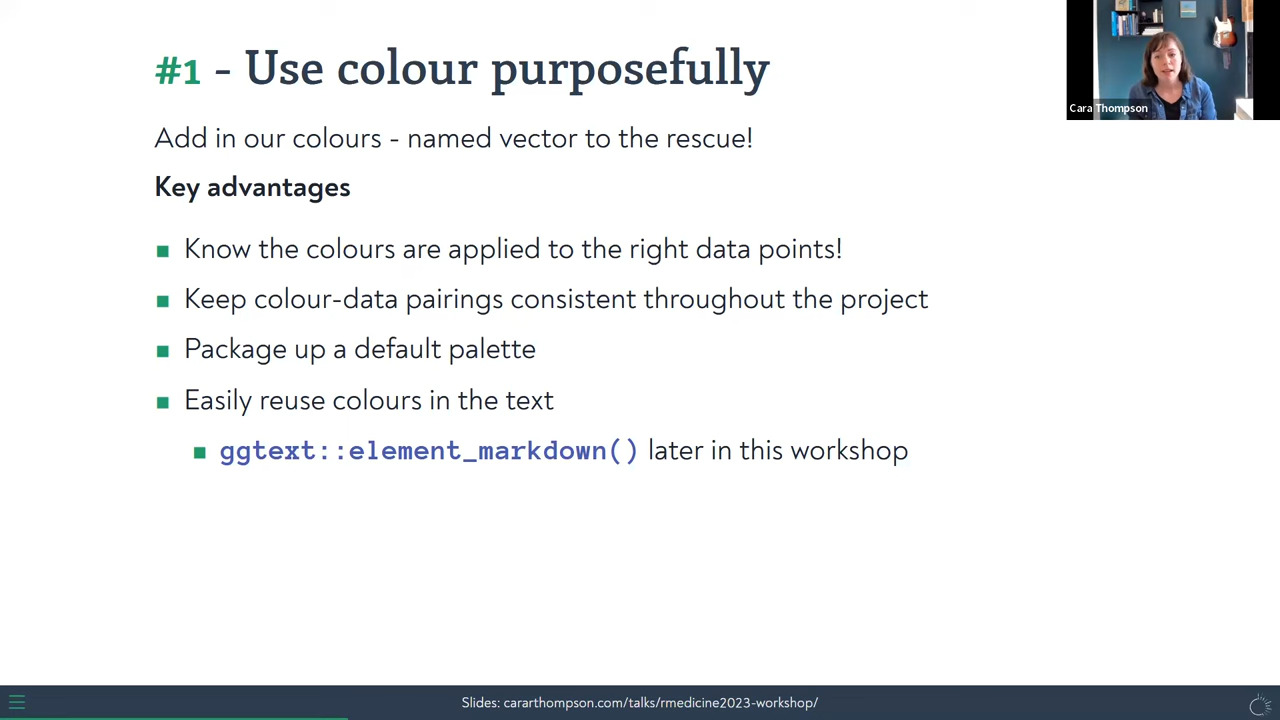 #1 - Use colour purposefully
Cara Thompson
Add in our colours - named vector to the rescue!
Key advantages
Know the colours are applied to the right data points!
Keep colour-data pairings consistent throughout the project
Package up a default palette
Easily reuse colours in the text
ggtext::element_markdown() later in this workshop
Slides: cararthompson.com/talks/rmedicine2023-workshop/